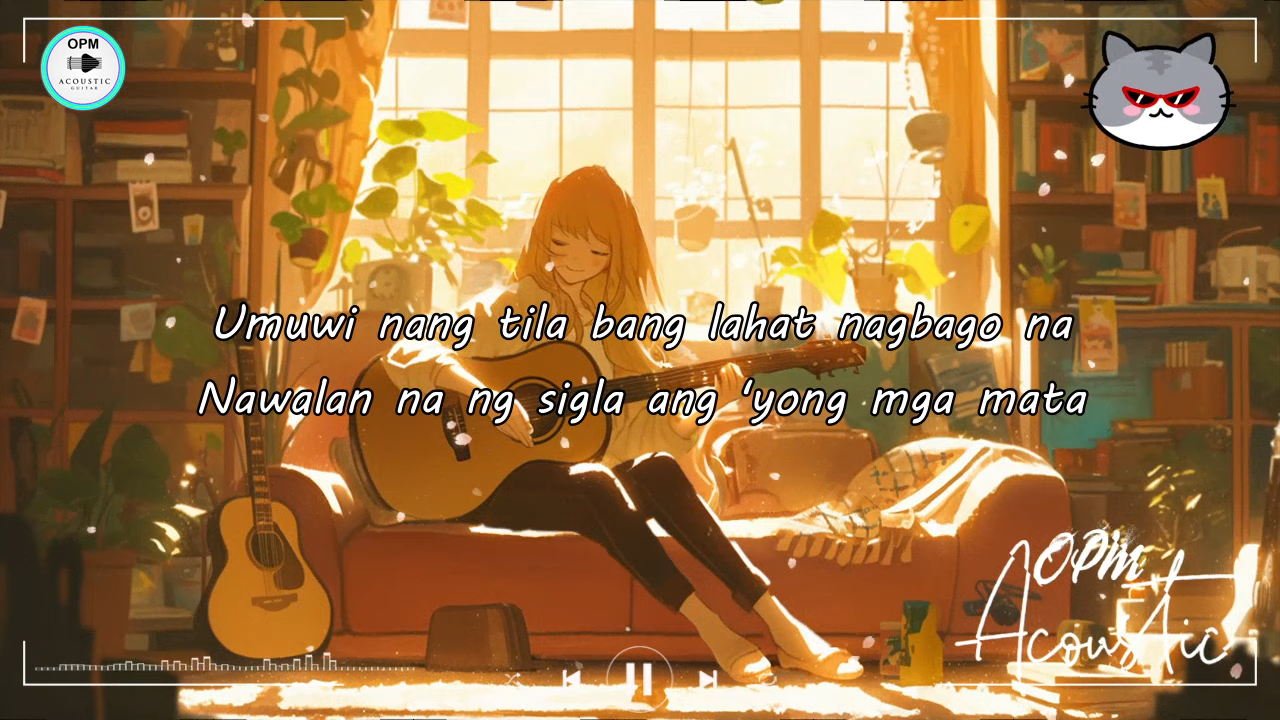 OPM
ACOUSTIC
GUITAR
Umuwi nang tila bang lahat nagbago na
Nawalan na ng sigla ang ‘yong mga mata
OPM
Acoustic